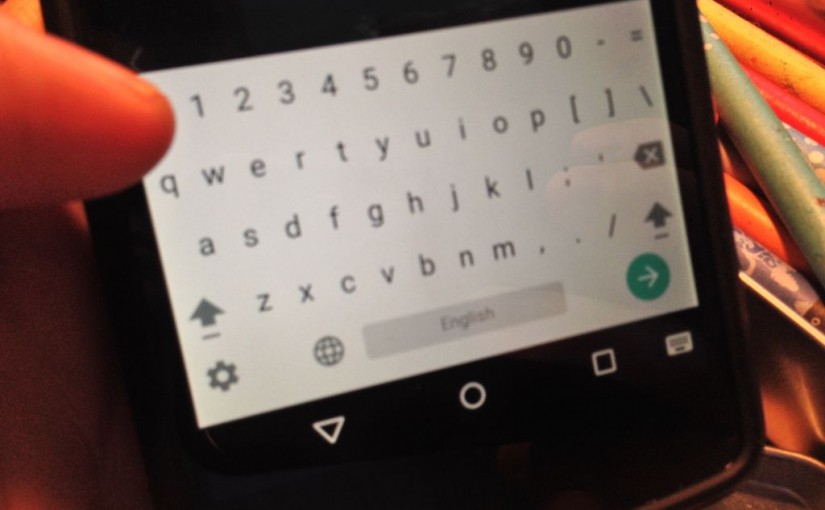 1 2 3 4 5 6 7 8 9 0 - =
q w e r t y u i o p [ ] \
a s d f g h j k l ; '
z x c v b n m , . /
English